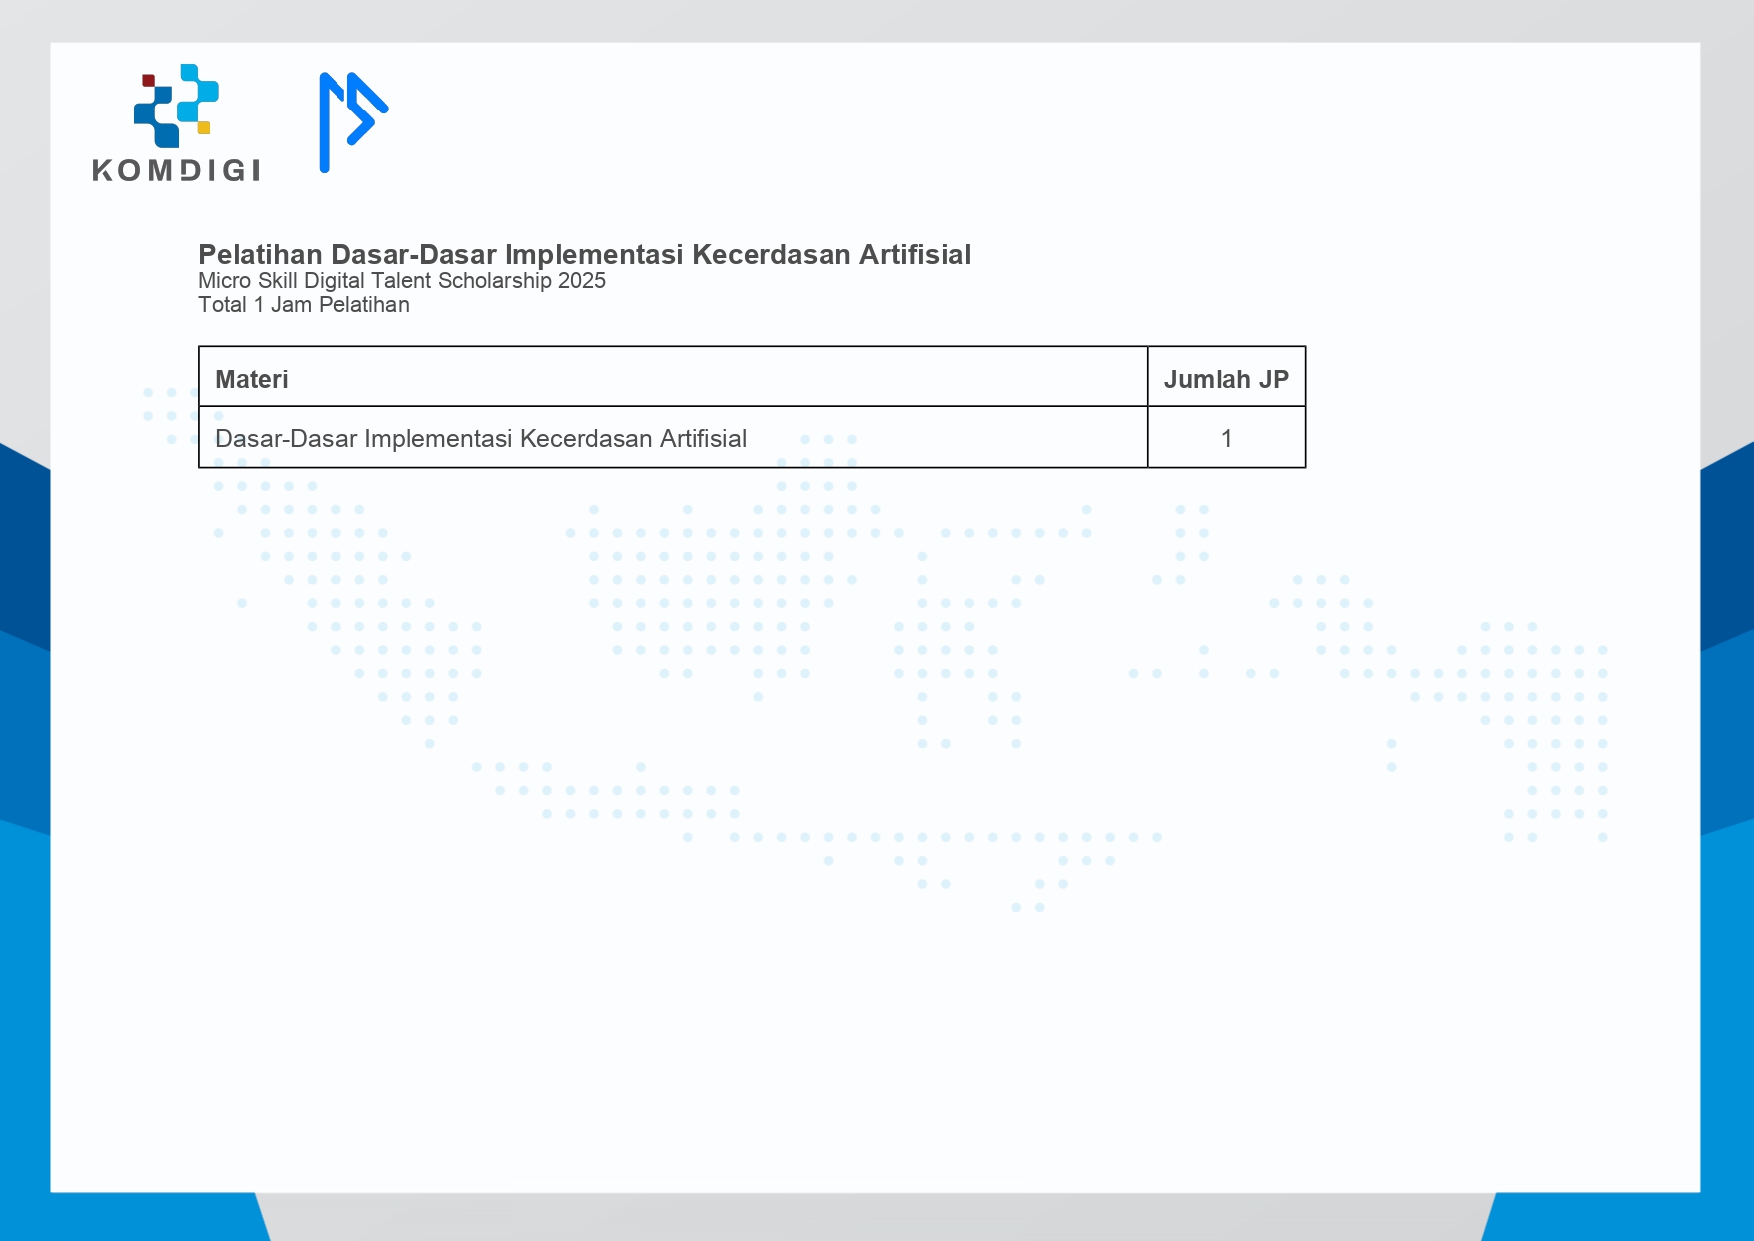 KOMDIGI
Pelatihan Dasar-Dasar Implementasi Kecerdasan Artifisial
Micro Skill Digital Talent Scholarship 2025
Total 1 Jam Pelatihan
Materi Jumlah JP
Dasar-Dasar Implementasi Kecerdasan Artifisial 1